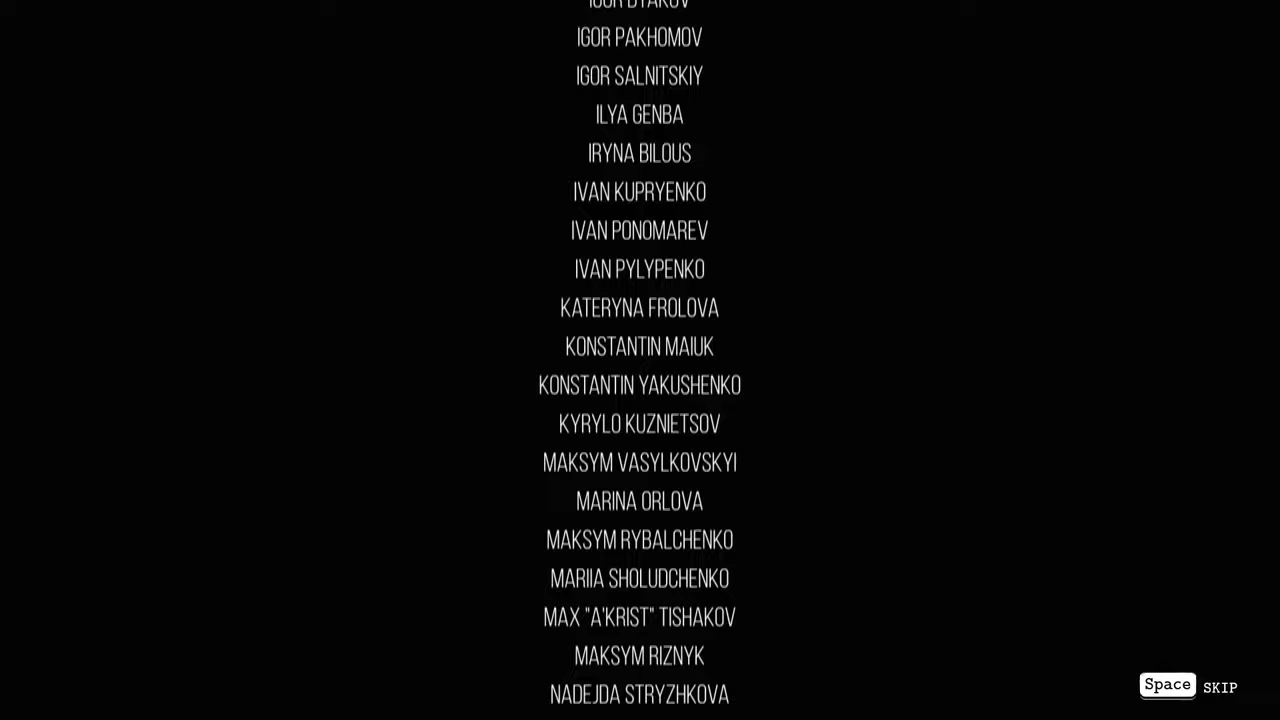 IGOR DYAKOV
IGOR PAKHOMOV
IGOR SALNITSKIY
ILYA GENBA
IRYNA BILOUS
IVAN KUPRYENKO
IVAN PONOMAREV
IVAN PYLYPENKO
KATERYNA FROLOVA
KONSTANTIN MAIUK
KONSTANTIN YAKUSHENKO
KYRYLO KUZNIETSOV
MAKSYM VASYLKOVSKYI
MARINA ORLOVA
MAKSYM RYBALCHENKO
MARIIA SHOLUDCHENKO
MAX "A'KRIST" TISHAKOV
MAKSYM RIZNYK
NADEJDA STRYZHKOVA
Space SKIP